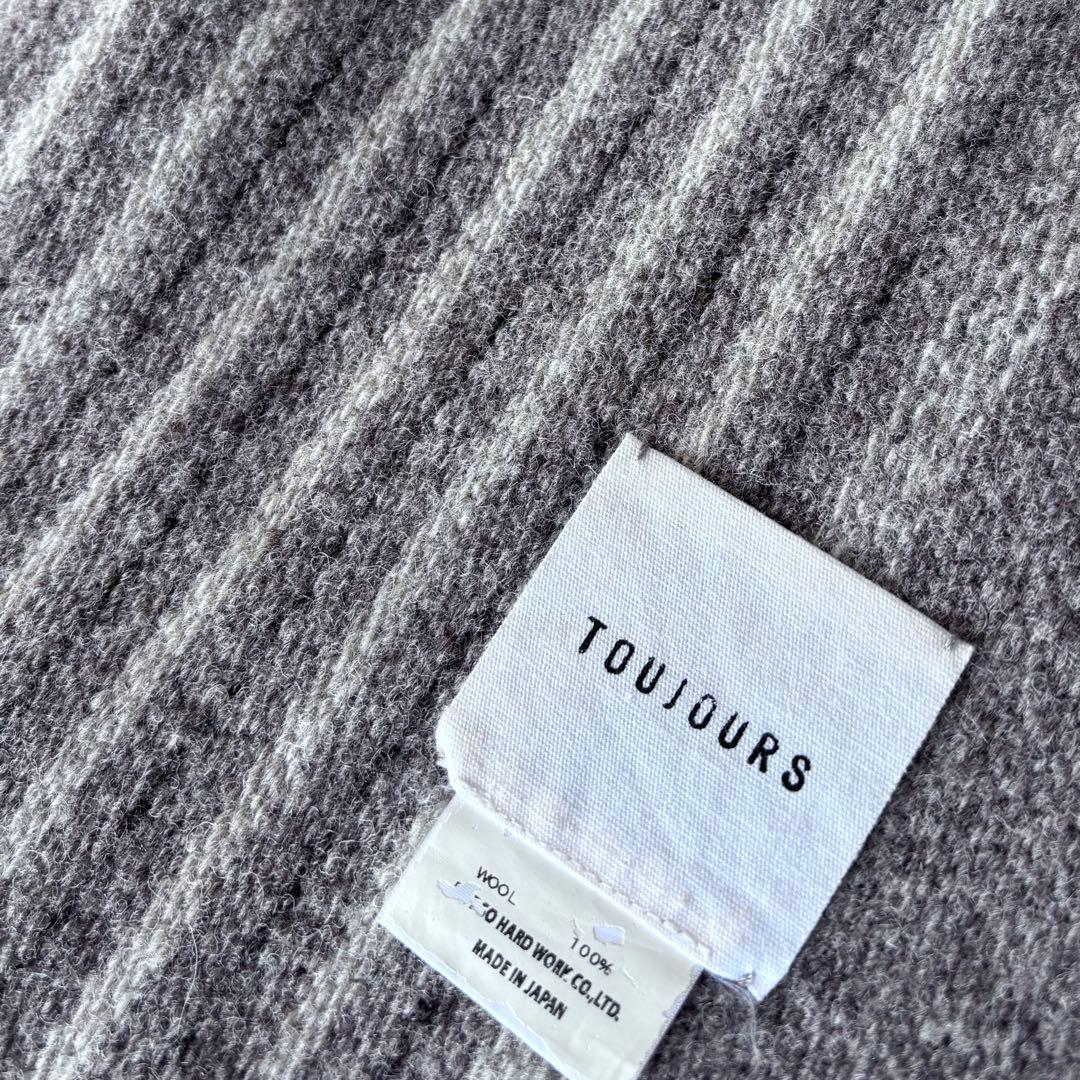 TOUJOURS
WOOL 100%
HARD WORK CO.,LTD.
MADE IN JAPAN